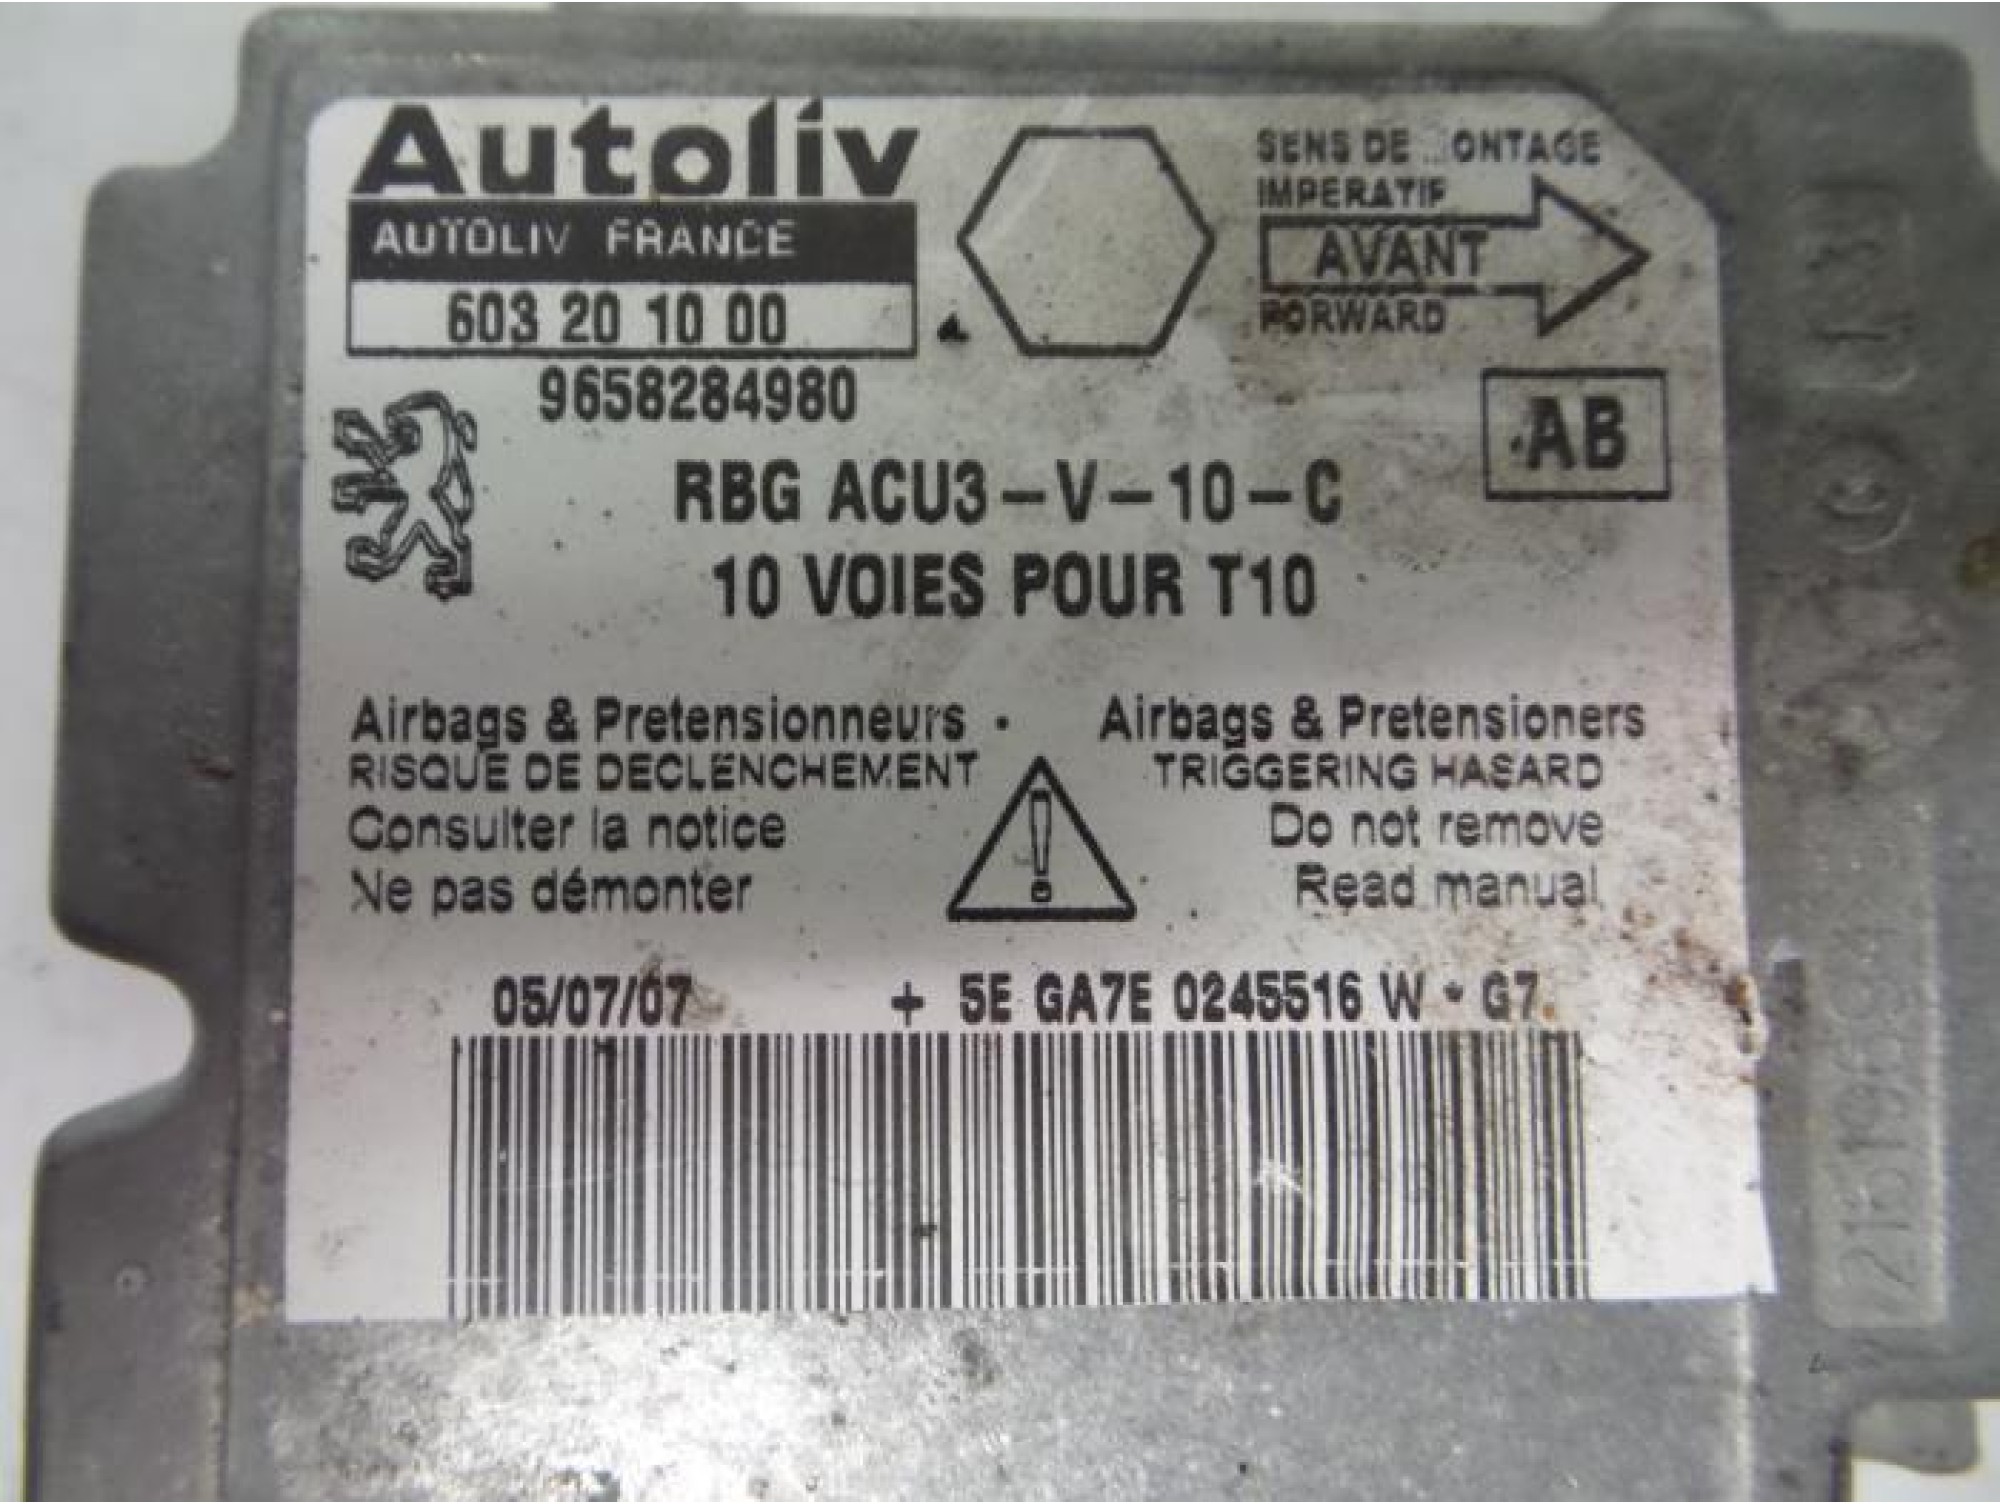 Autoliv
AUTOLIV FRANCE
603 20 10 00
9658284980
SENS DE ONTAGE
IMPERATIF
AVANT
FORWARD
AB
RBG ACU3-V-10-C
10 VOIES POUR T10
Airbags & Pretensionneurs
RISQUE DE DECLENCHEMENT
Consulter la notice
Ne pas démonter
Airbags & Pretensioners
TRIGGERING HASARD
Do not remove
Read manual
05/07/07 + 5E GA7E 0245516 W * G7